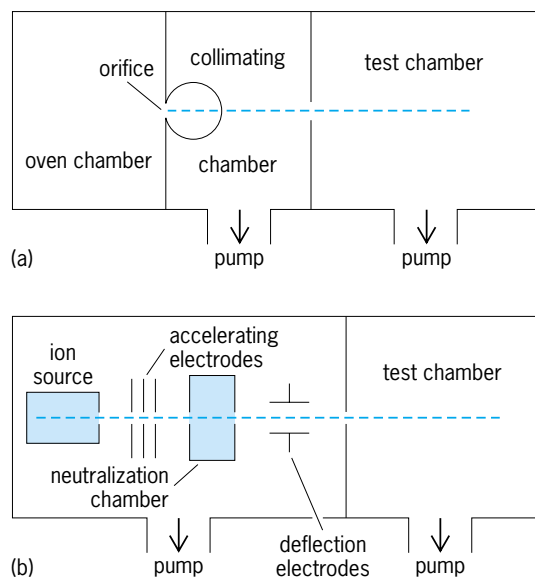 collimating
test chamber
orifice
oven chamber
chamber
pump
pump
(a)
accelerating
electrodes
ion
source
test chamber
neutralization
chamber
deflection
electrodes
pump
pump
(b)